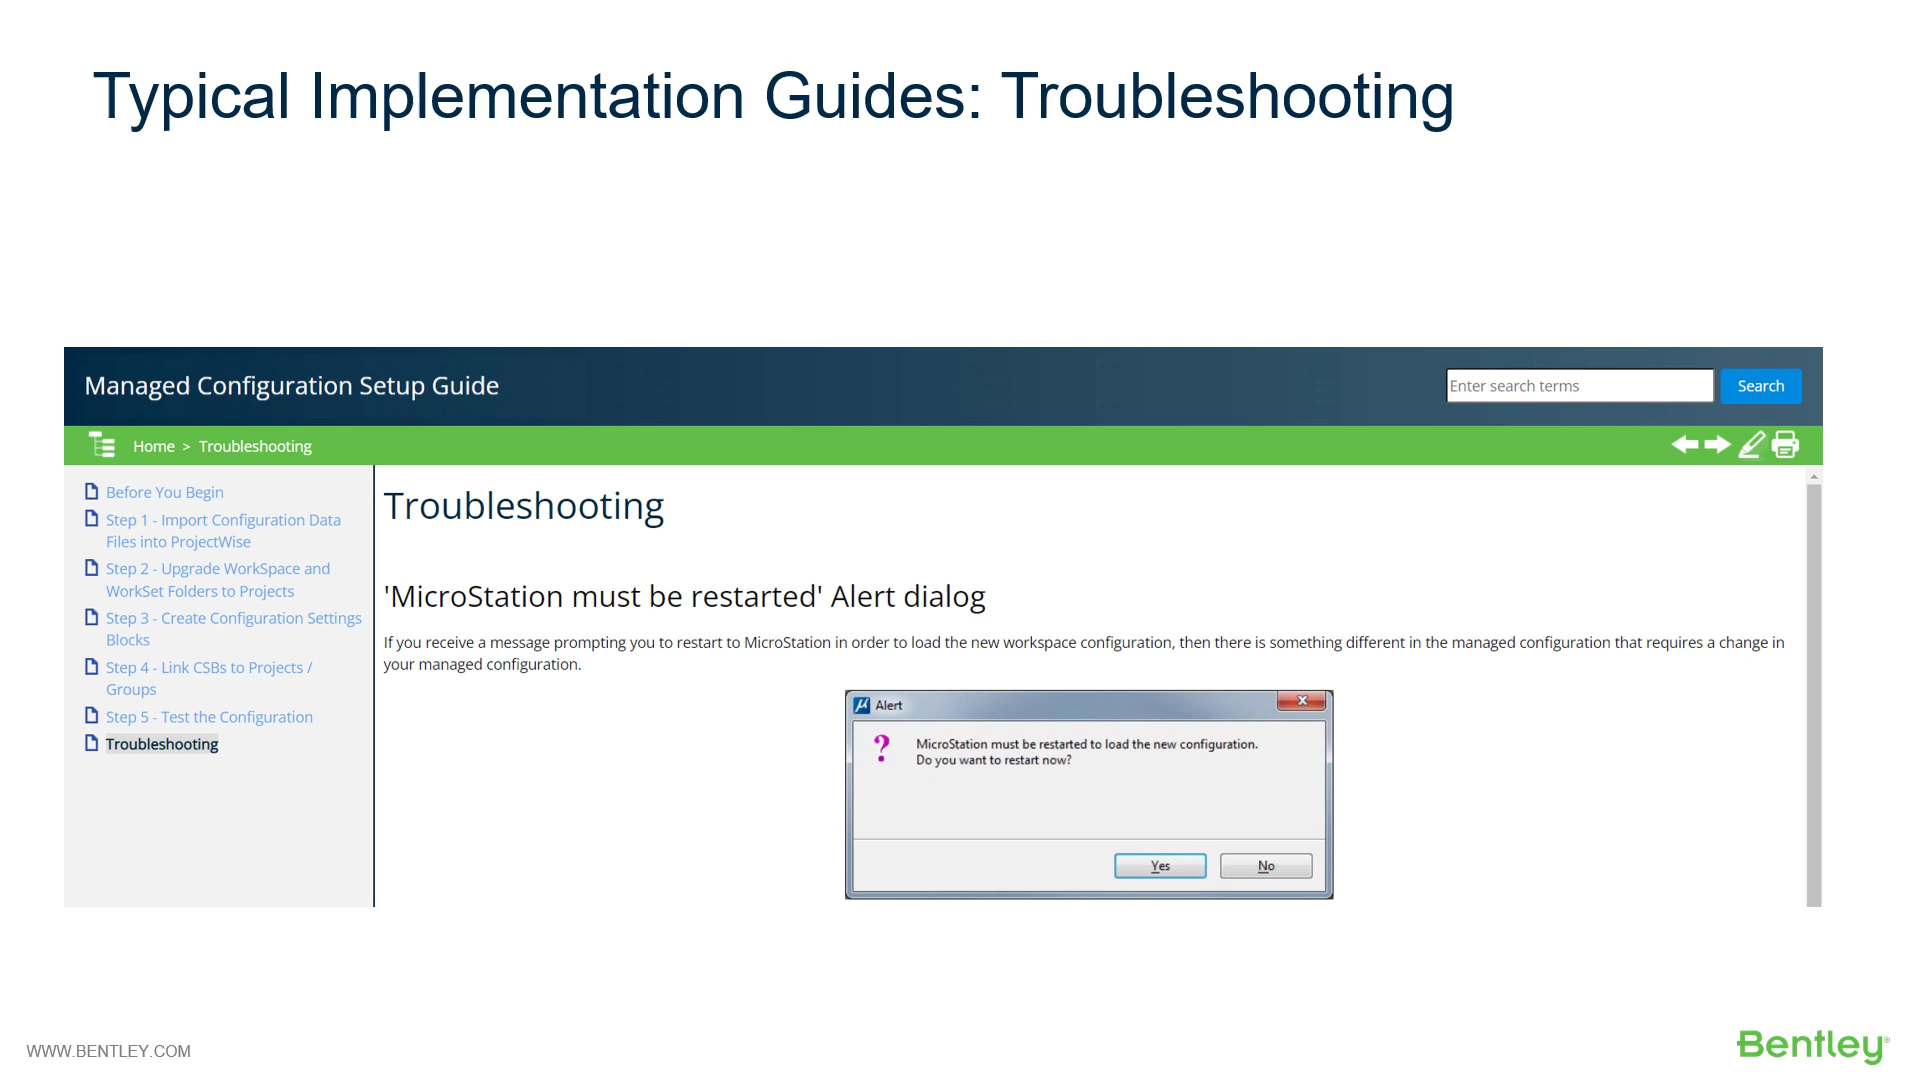 Typical Implementation Guides: Troubleshooting
Managed Configuration Setup Guide
Enter search terms
Search
Home > Troubleshooting
Before You Begin
Step 1 - Import Configuration Data
Files into ProjectWise
Step 2 - Upgrade WorkSpace and
WorkSet Folders to Projects
Step 3 - Create Configuration Settings
Blocks
Step 4 - Link CSBs to Projects /
Groups
Step 5 - Test the Configuration
Troubleshooting
Troubleshooting
'MicroStation must be restarted' Alert dialog
If you receive a message prompting you to restart to MicroStation in order to load the new workspace configuration, then there is something different in the managed configuration that requires a change in
your managed configuration.
Alert
MicroStation must be restarted to load the new configuration.
Do you want to restart now?
Yes
No
WWW.BENTLEY.COM
Bentley®